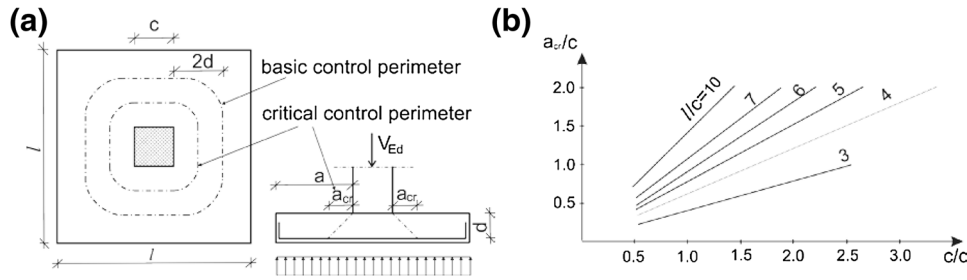 (a)
c
2d
basic control perimeter
critical control perimeter
l
l
V_Ed
a
a_cr
a_cr
d
(b)
a_cr/c
2.0
1.5
1.0
0.5
l/c=10
7
6
5
4
3
0.5
1.0
1.5
2.0
2.5
3.0
c/c